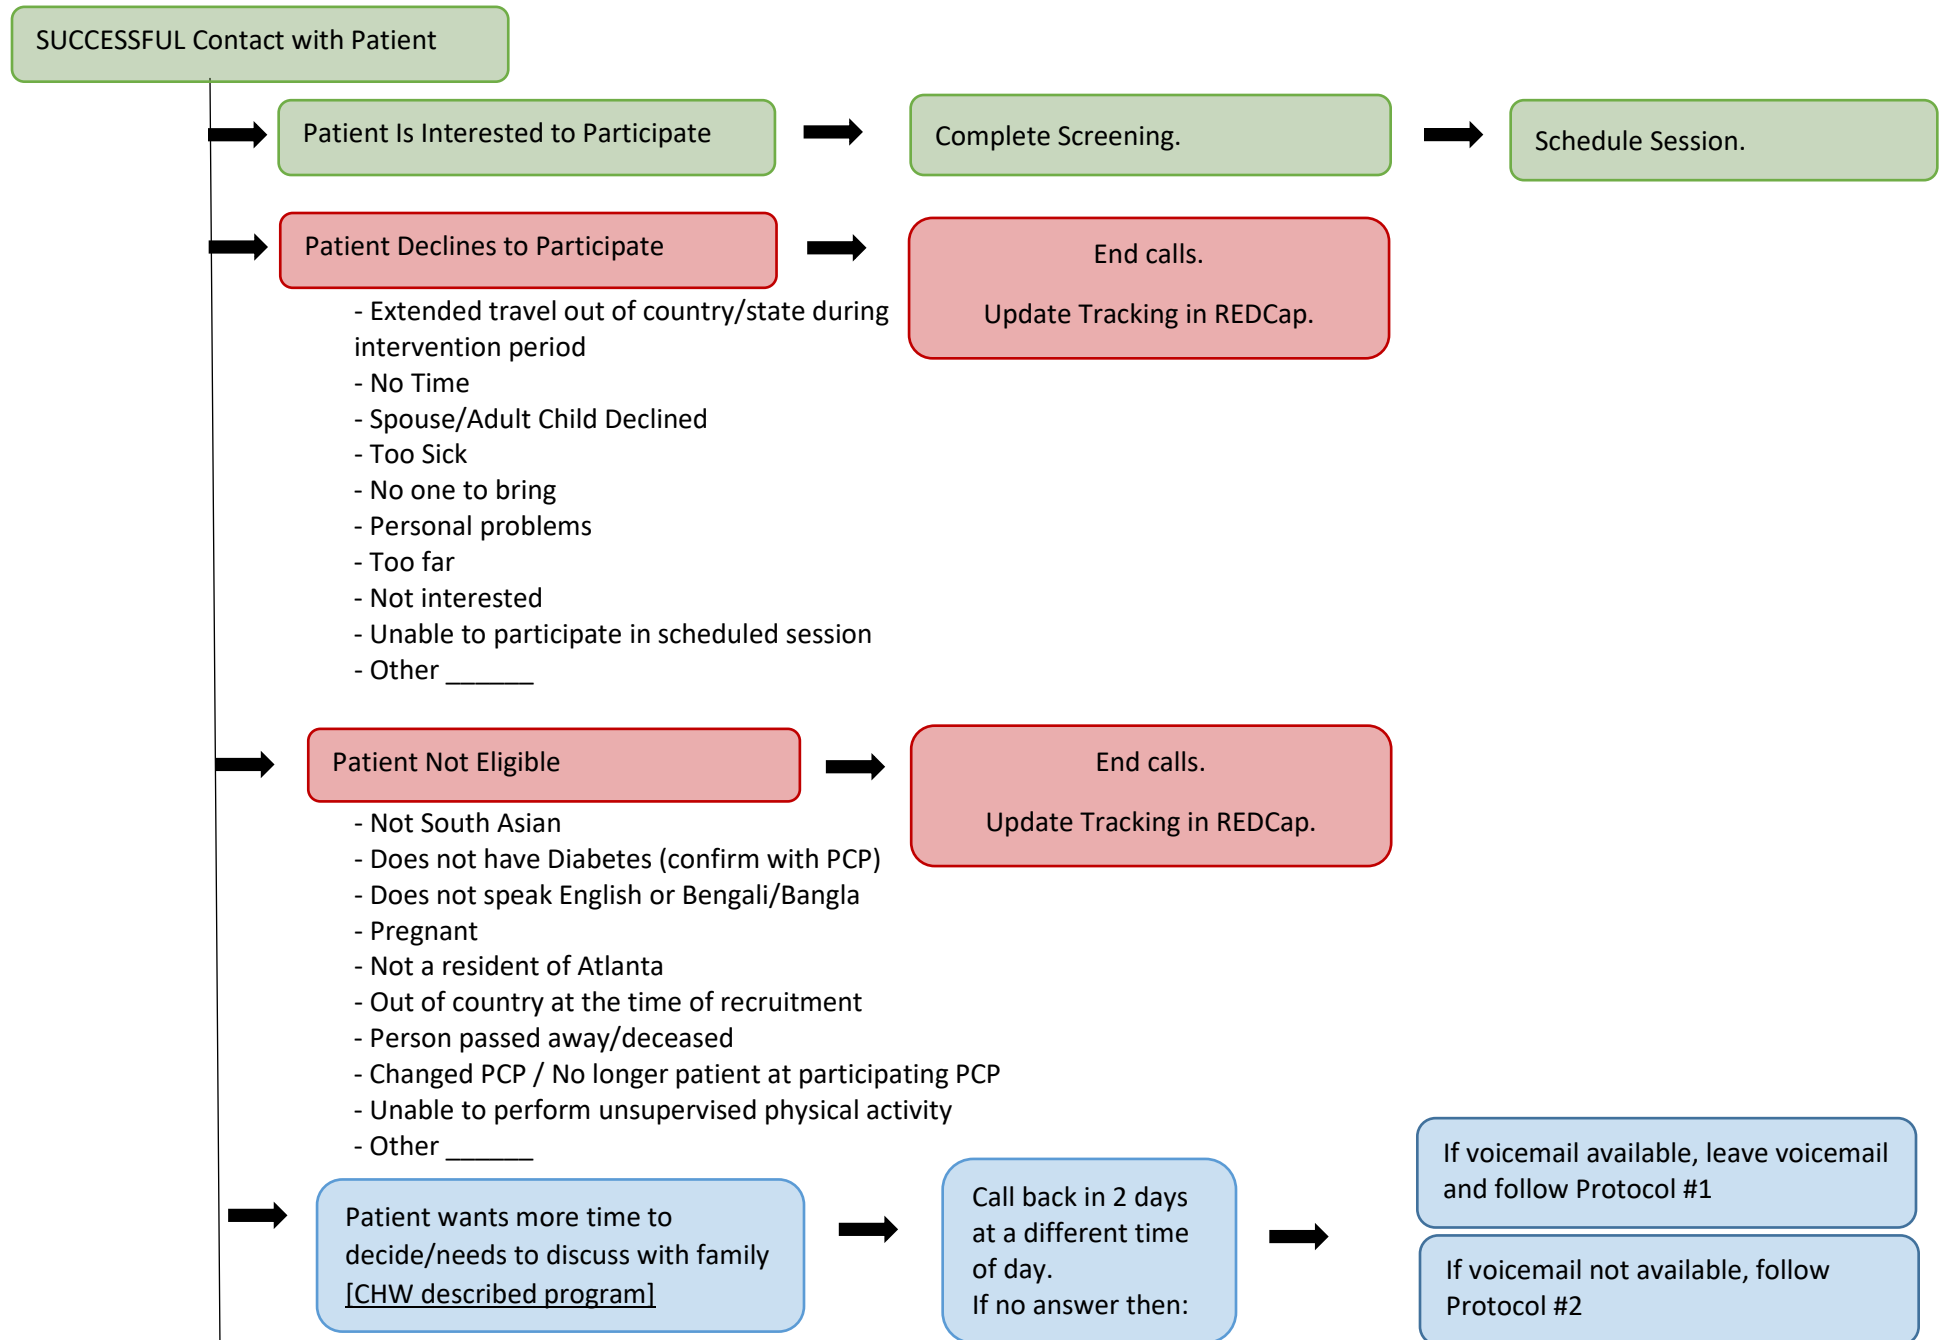 SUCCESSFUL Contact with Patient
Patient Is Interested to Participate
Complete Screening.
Schedule Session.
Patient Declines to Participate
End calls.
Update Tracking in REDCap.
- Extended travel out of country/state during
intervention period
- No Time
- Spouse/Adult Child Declined
- Too Sick
- No one to bring
- Personal problems
- Too far
- Not interested
- Unable to participate in scheduled session
- Other ______
Patient Not Eligible
End calls.
Update Tracking in REDCap.
- Not South Asian
- Does not have Diabetes (confirm with PCP)
- Does not speak English or Bengali/Bangla
- Pregnant
- Not a resident of Atlanta
- Out of country at the time of recruitment
- Person passed away/deceased
- Changed PCP / No longer patient at participating PCP
- Unable to perform unsupervised physical activity
- Other ______
Patient wants more time to
decide/needs to discuss with family
[CHW described program]
Call back in 2 days
at a different time
of day.
If no answer then:
If voicemail available, leave voicemail
and follow Protocol #1
If voicemail not available, follow
Protocol #2